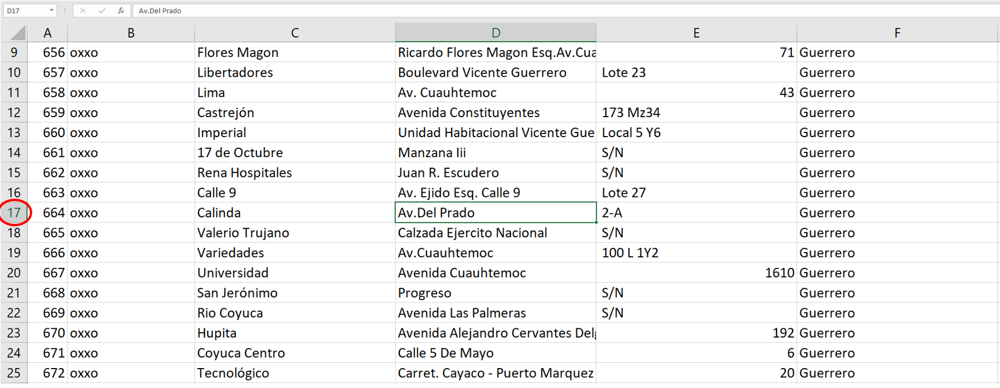 D17 fx Av.Del Prado
A B C D E F
9 656 oxxo Flores Magon Ricardo Flores Magon Esq.Av.Cua 71 Guerrero
10 657 oxxo Libertadores Boulevard Vicente Guerrero Lote 23 Guerrero
11 658 oxxo Lima Av. Cuauhtemoc 43 Guerrero
12 659 oxxo Castrejón Avenida Constituyentes 173 Mz34 Guerrero
13 660 oxxo Imperial Unidad Habitacional Vicente Gue Local 5 Y6 Guerrero
14 661 oxxo 17 de Octubre Manzana Iii S/N Guerrero
15 662 oxxo Rena Hospitales Juan R. Escudero S/N Guerrero
16 663 oxxo Calle 9 Av. Ejido Esq. Calle 9 Lote 27 Guerrero
17 664 oxxo Calinda Av.Del Prado 2-A Guerrero
18 665 oxxo Valerio Trujano Calzada Ejercito Nacional S/N Guerrero
19 666 oxxo Variedades Av.Cuauhtemoc 100 L 1Y2 Guerrero
20 667 oxxo Universidad Avenida Cuauhtemoc 1610 Guerrero
21 668 oxxo San Jerónimo Progreso S/N Guerrero
22 669 oxxo Rio Coyuca Avenida Las Palmeras S/N Guerrero
23 670 oxxo Hupita Avenida Alejandro Cervantes Delg 192 Guerrero
24 671 oxxo Coyuca Centro Calle 5 De Mayo 6 Guerrero
25 672 oxxo Tecnológico Carret. Cayaco - Puerto Marquez 20 Guerrero